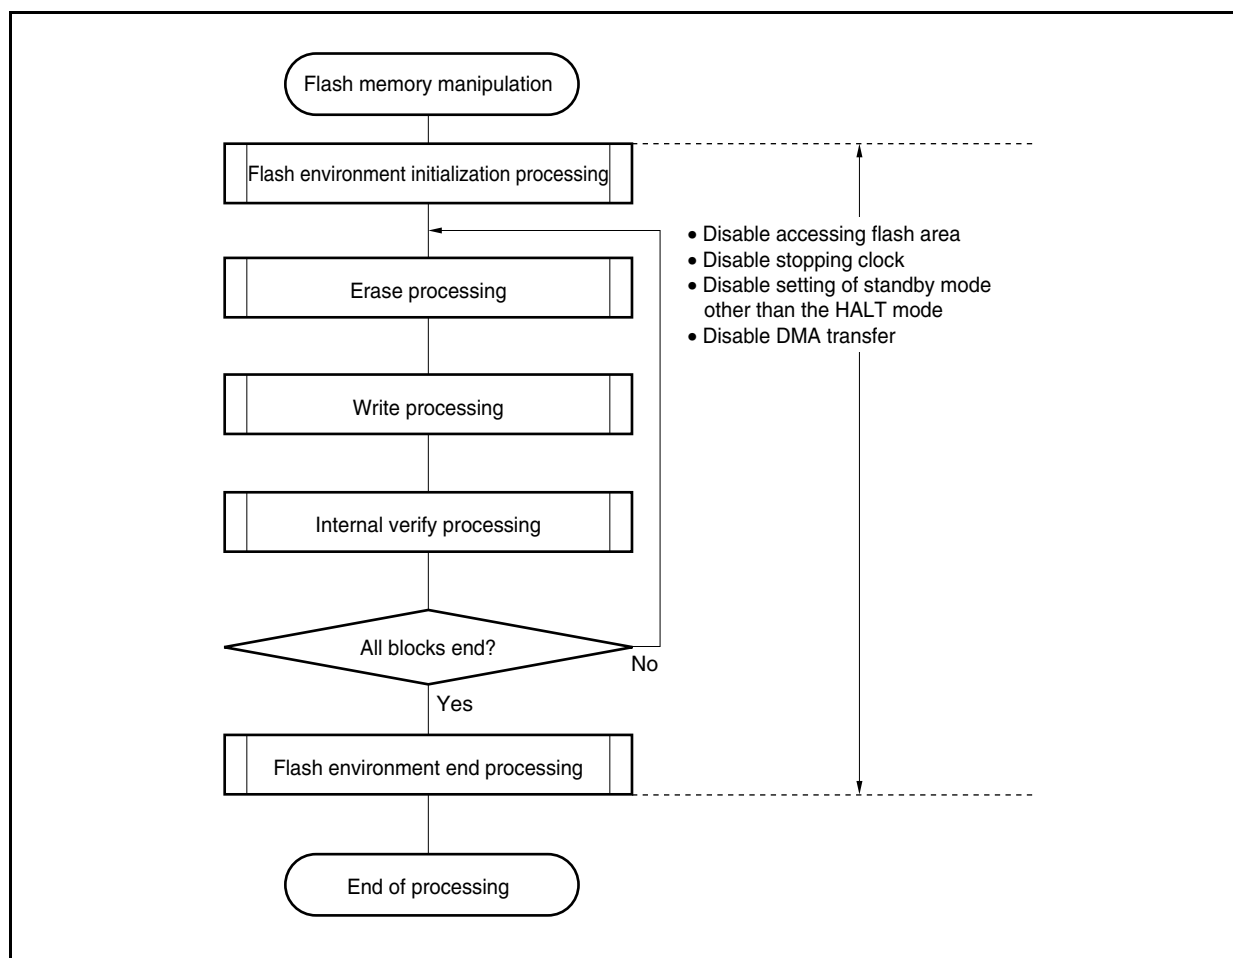 Flash memory manipulation
Flash environment initialization processing
• Disable accessing flash area
• Disable stopping clock
• Disable setting of standby mode
other than the HALT mode
• Disable DMA transfer
Erase processing
Write processing
Internal verify processing
All blocks end?
No
Yes
Flash environment end processing
End of processing